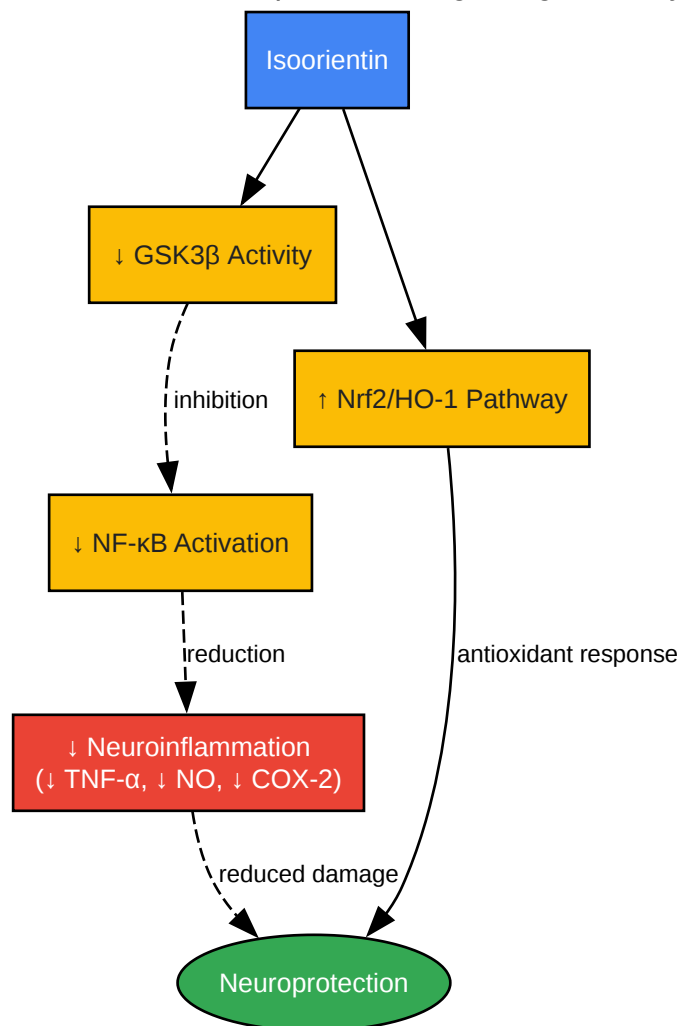 Isoorientin
↓ GSK3β Activity
inhibition
↑ Nrf2/HO-1 Pathway
↓ NF-κB Activation
reduction
antioxidant response
↓ Neuroinflammation
(↓ TNF-α, ↓ NO, ↓ COX-2)
reduced damage
Neuroprotection